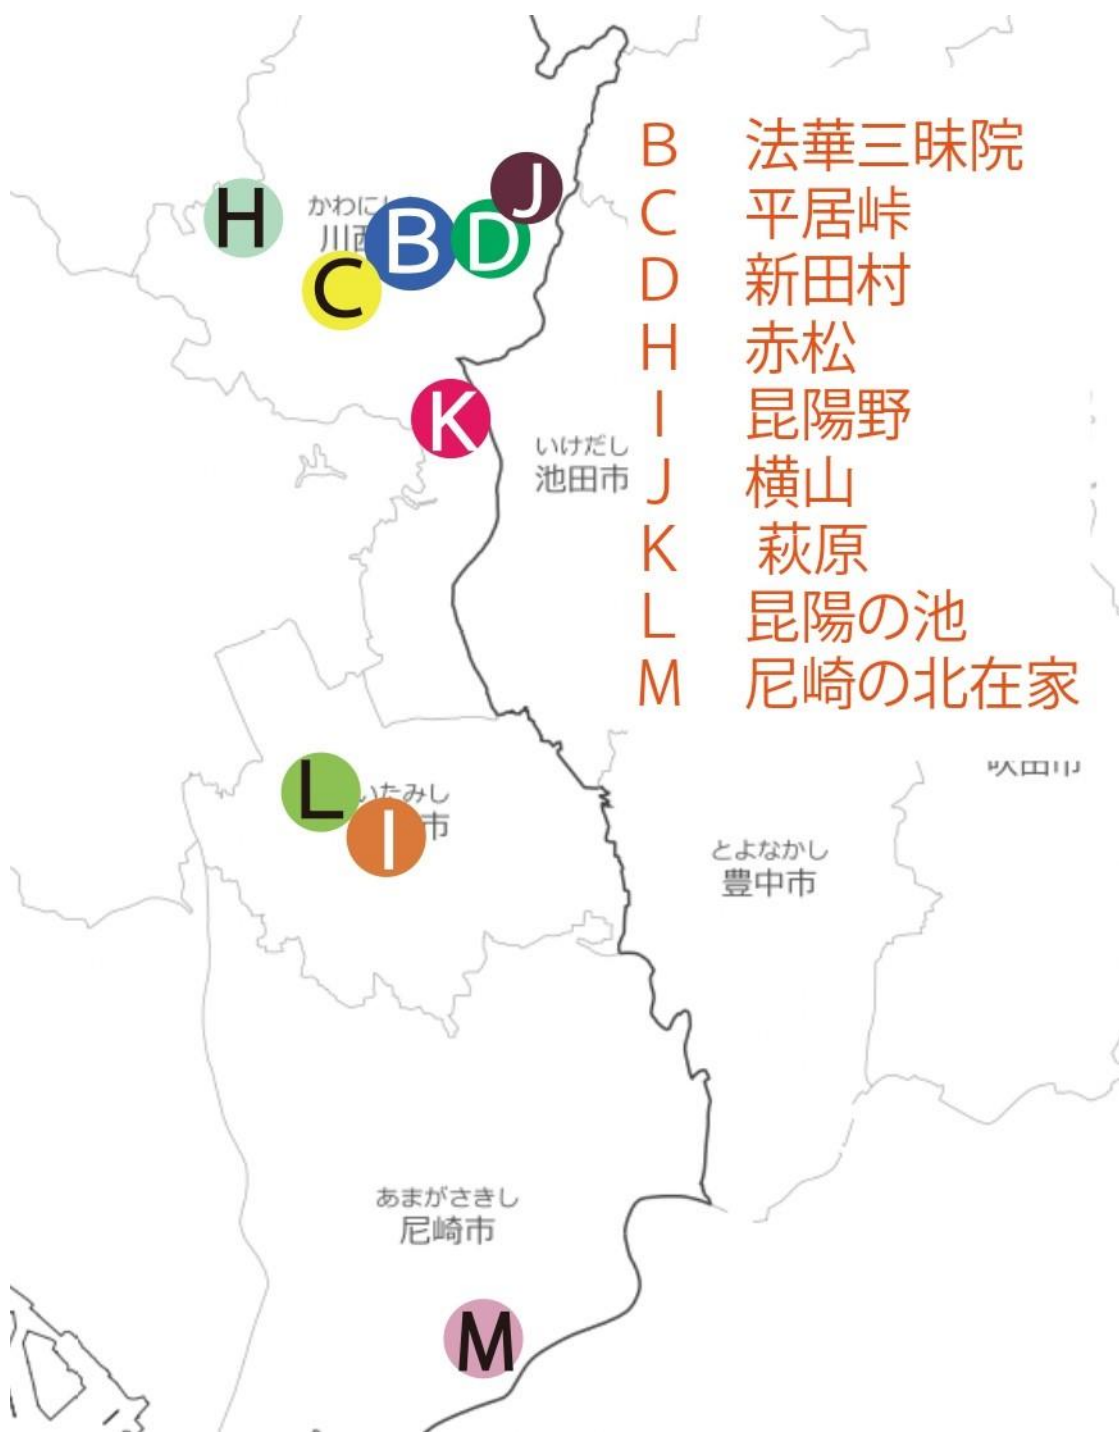 B 法華三昧院
C 平居峠
D 新田村
H 赤松
I 昆陽野
J 横山
K 萩原
L 昆陽の池
M 尼崎の北在家
J
H
かわにし
川西
B
D
C
K
いけだし
池田市
吹田市
L
いたみし
市
I
とよなかし
豊中市
あまがさきし
尼崎市
M